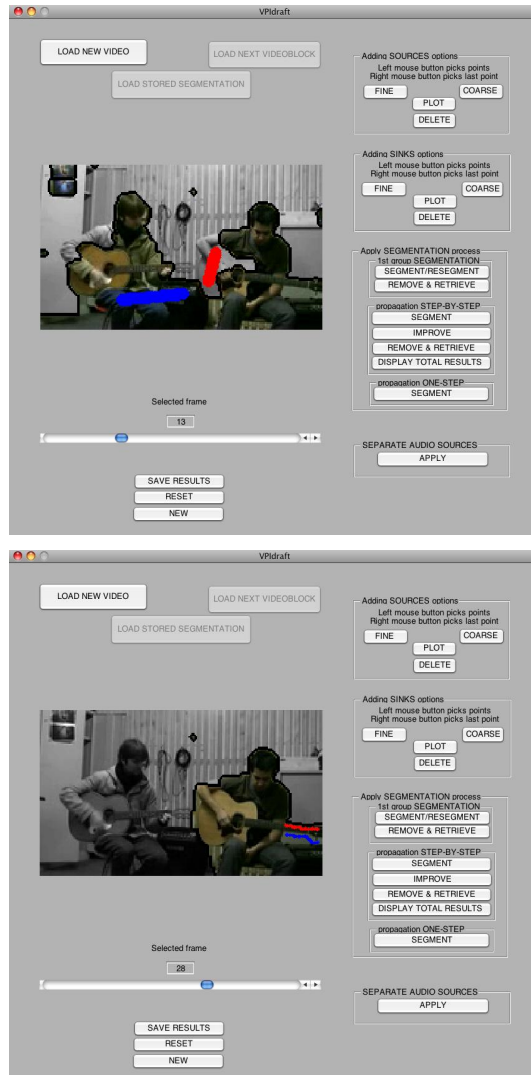 VPIdraft
LOAD NEW VIDEO
LOAD NEXT VIDEOBLOCK
LOAD STORED SEGMENTATION
Adding SOURCES options
Left mouse button picks points
Right mouse button picks last point
FINE
COARSE
PLOT
DELETE
Adding SINKS options
Left mouse button picks points
Right mouse button picks last point
FINE
COARSE
PLOT
DELETE
Apply SEGMENTATION process
1st group SEGMENTATION
SEGMENT/RESEGMENT
REMOVE & RETRIEVE
propagation STEP-BY-STEP
SEGMENT
IMPROVE
REMOVE & RETRIEVE
DISPLAY TOTAL RESULTS
propagation ONE-STEP
SEGMENT
Selected frame
13
SEPARATE AUDIO SOURCES
APPLY
SAVE RESULTS
RESET
NEW
VPIdraft
LOAD NEW VIDEO
LOAD NEXT VIDEOBLOCK
LOAD STORED SEGMENTATION
Adding SOURCES options
Left mouse button picks points
Right mouse button picks last point
FINE
COARSE
PLOT
DELETE
Adding SINKS options
Left mouse button picks points
Right mouse button picks last point
FINE
COARSE
PLOT
DELETE
Apply SEGMENTATION process
1st group SEGMENTATION
SEGMENT/RESEGMENT
REMOVE & RETRIEVE
propagation STEP-BY-STEP
SEGMENT
IMPROVE
REMOVE & RETRIEVE
DISPLAY TOTAL RESULTS
propagation ONE-STEP
SEGMENT
Selected frame
28
SEPARATE AUDIO SOURCES
APPLY
SAVE RESULTS
RESET
NEW